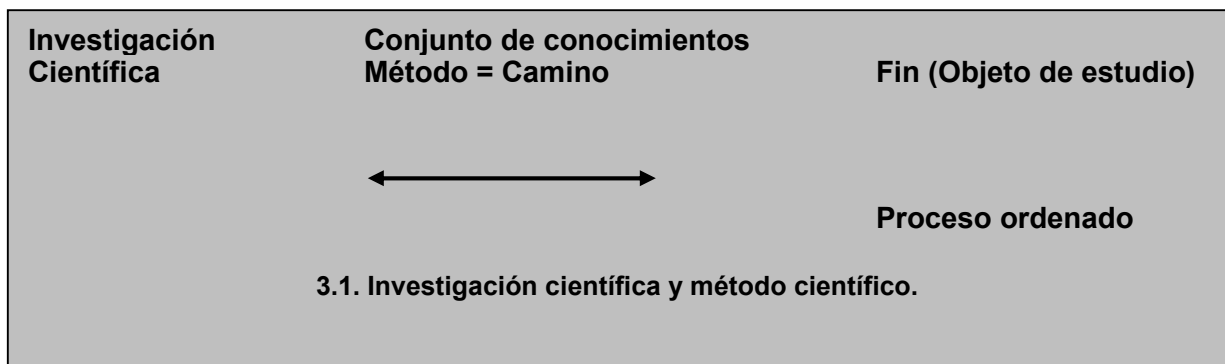 Investigación
Científica
Conjunto de conocimientos
Método = Camino
Fin (Objeto de estudio)
Proceso ordenado
3.1. Investigación científica y método científico.